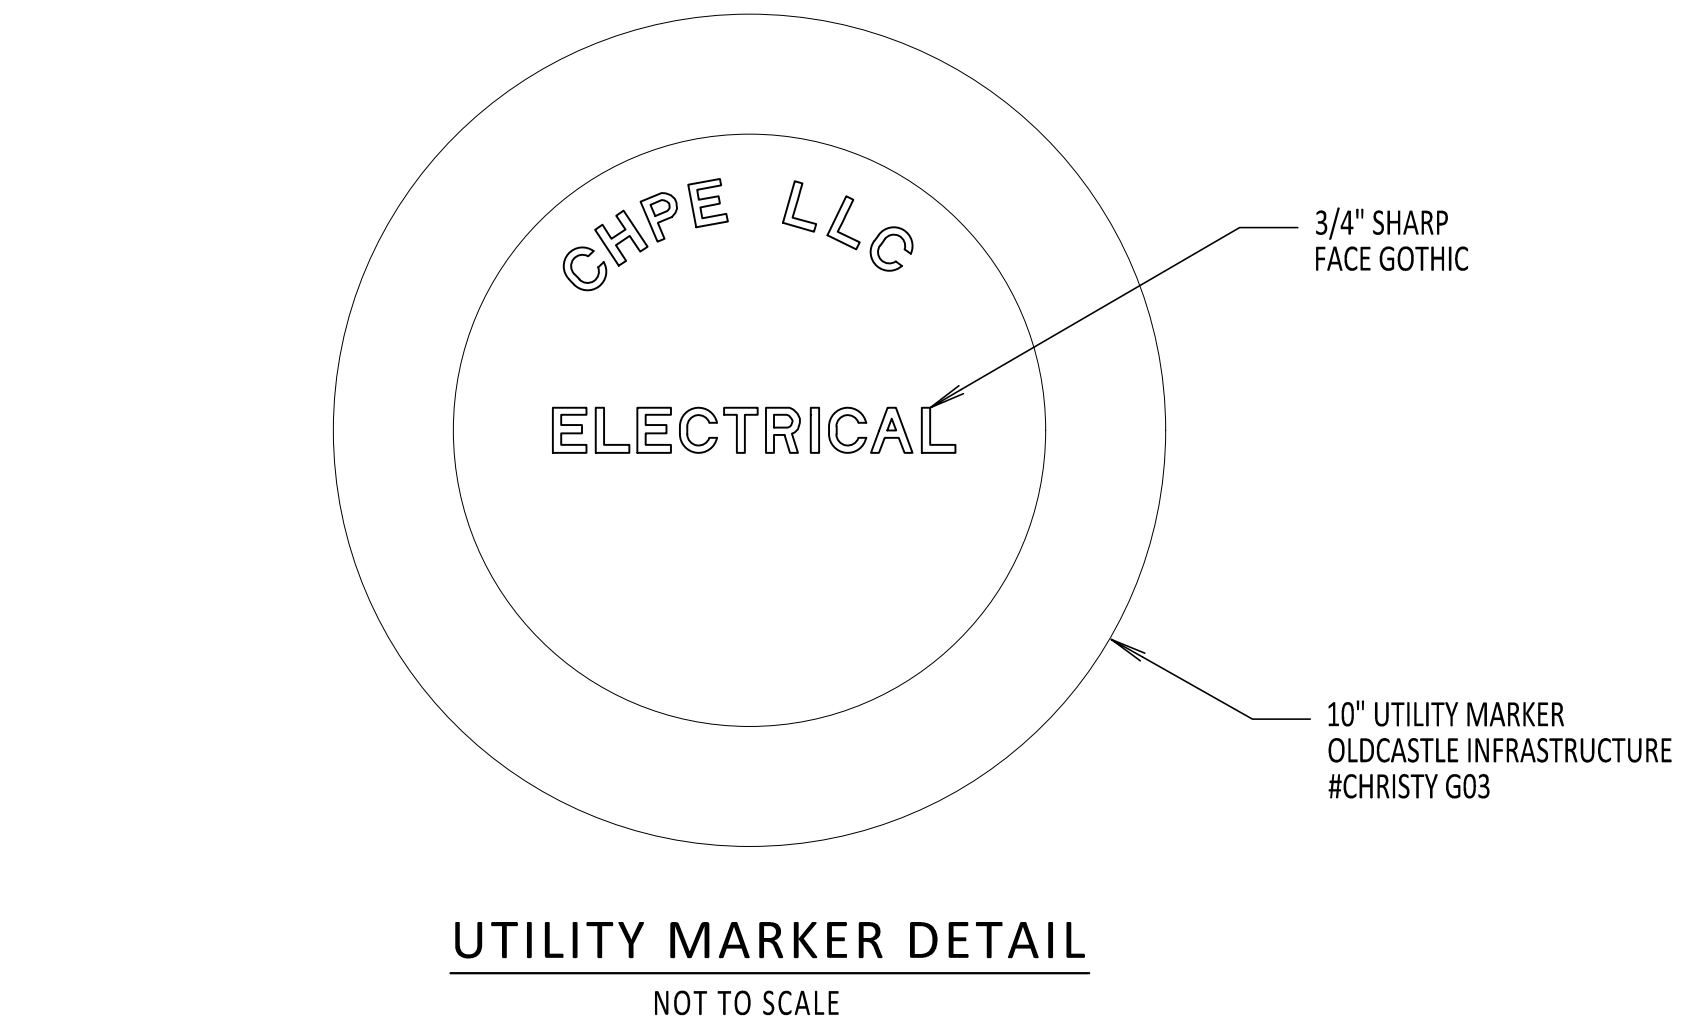 CHPE LLC
ELECTRICAL
3/4" SHARP
FACE GOTHIC
10" UTILITY MARKER
OLDCASTLE INFRASTRUCTURE
#CHRISTY G03
UTILITY MARKER DETAIL
NOT TO SCALE